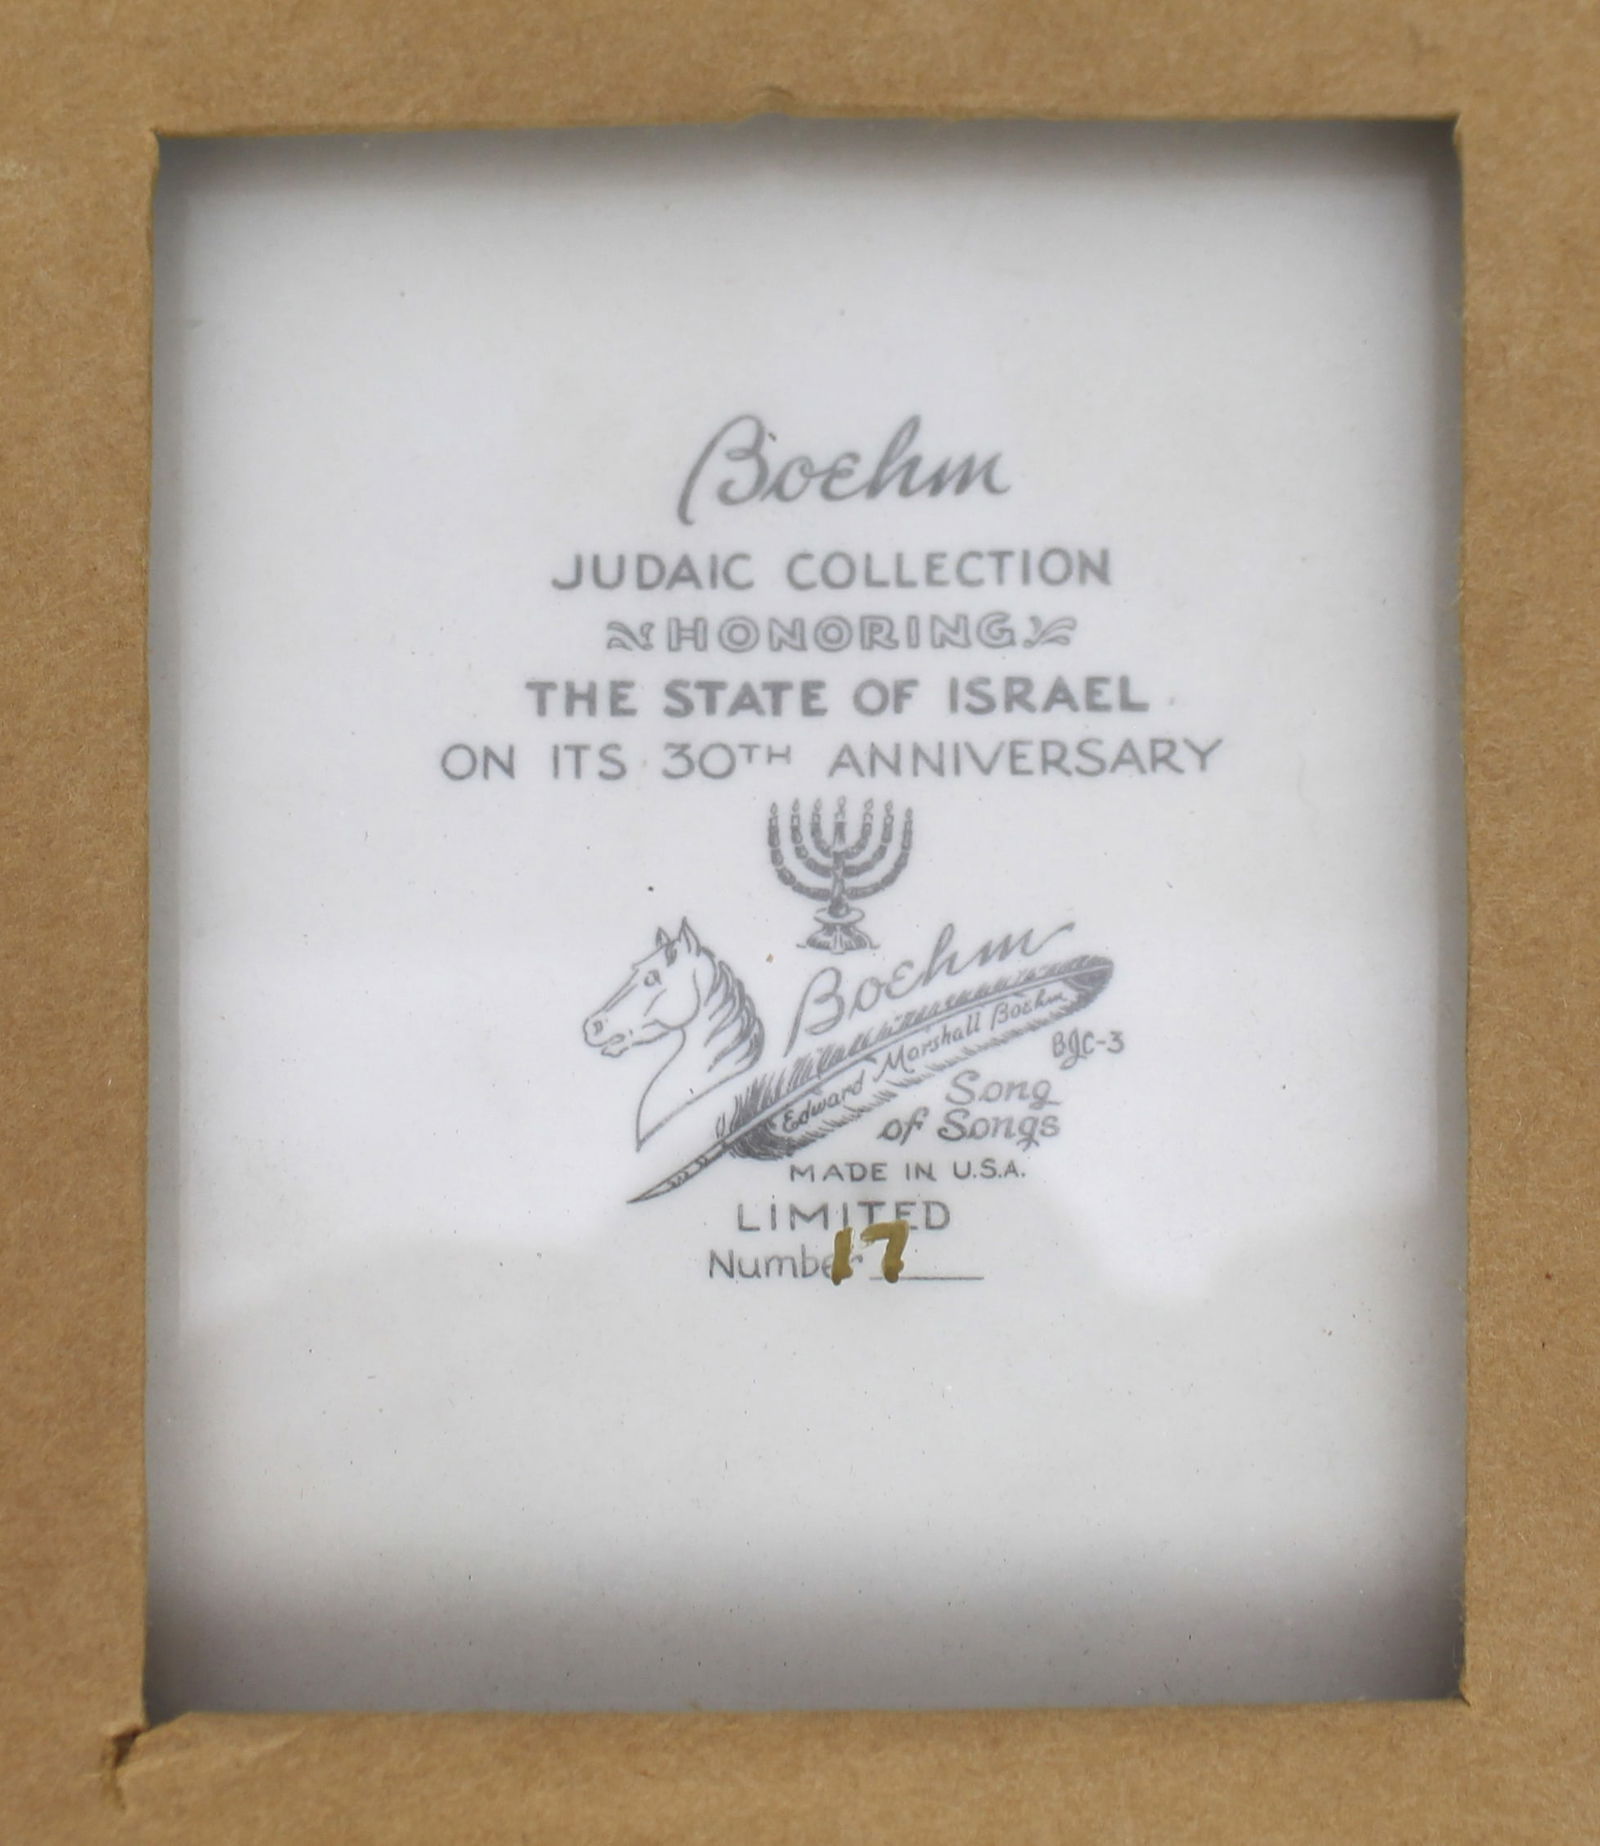 Boehm
JUDAIC COLLECTION
HONORING
THE STATE OF ISRAEL
ON ITS 30TH ANNIVERSARY
Boehm
Edward Marshall Boehm
BJC-3
Song
of Songs
MADE IN U.S.A.
LIMITED
Number 17